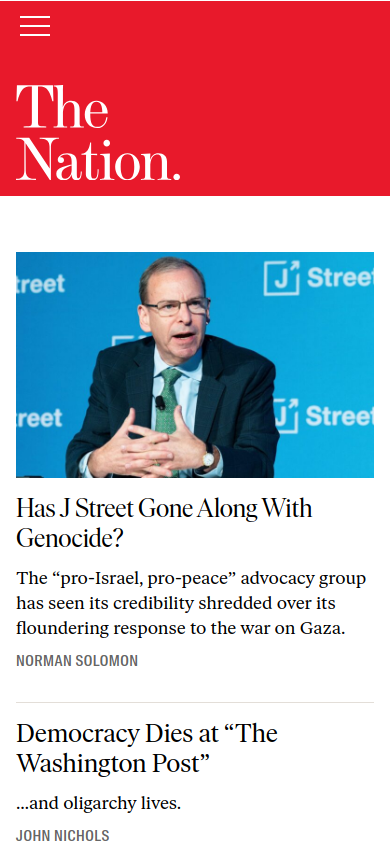 The
Nation.
treet
J Street
treet
J Street
Has J Street Gone Along With
Genocide?
The “pro-Israel, pro-peace” advocacy group
has seen its credibility shredded over its
floundering response to the war on Gaza.
NORMAN SOLOMON
Democracy Dies at “The
Washington Post”
...and oligarchy lives.
JOHN NICHOLS